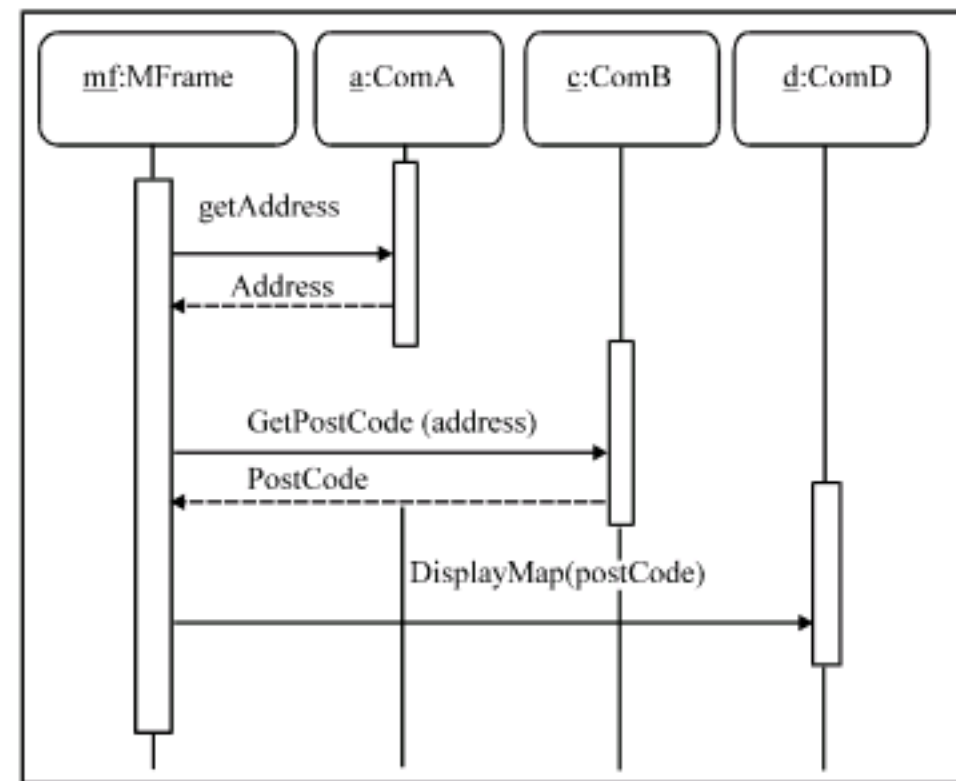 mf:MFrame
a:ComA
c:ComB
d:ComD
getAddress
Address
GetPostCode (address)
PostCode
DisplayMap(postCode)